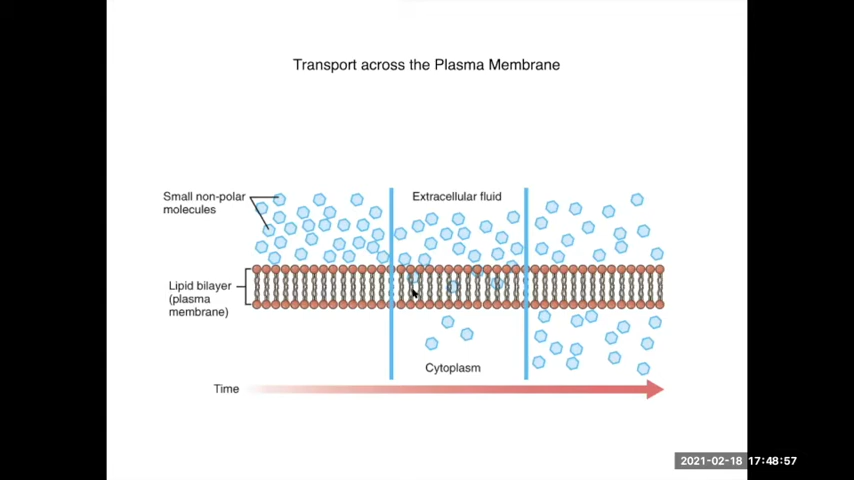 Transport across the Plasma Membrane
Small non-polar
molecules
Extracellular fluid
Lipid bilayer
(plasma
membrane)
Cytoplasm
Time
2021-02-18 17:48:57